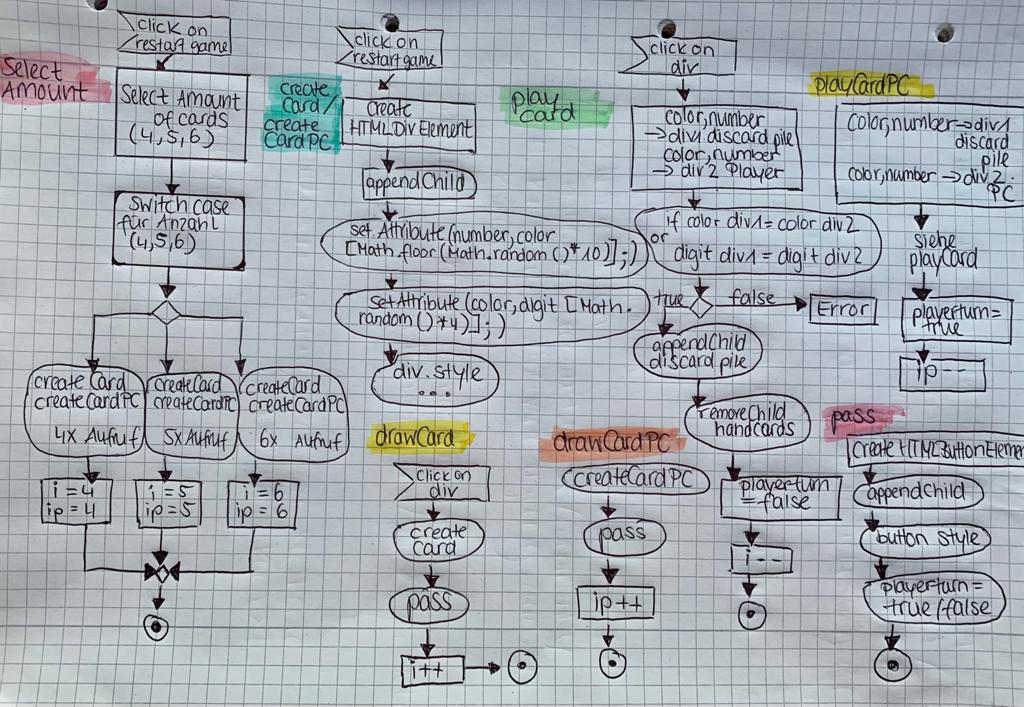 click on
restart game
Select
Amount
Select Amount
of cards
(4,5,6)
Switch case
für Anzahl
(4,5,6)
createCard
createCardPC
4x Aufruf
createCard
createCardPC
5x Aufruf
createCard
createCardPC
6x Aufruf
i=4
ip=4
i=5
ip=5
i=6
ip=6
click on
restart game
create
Card/
create
CardPC
create
HTMLDivElement
appendChild
set.Attribute(number,color
[Math.floor(Math.random()*10)];)
setAttribute(color,digit [Math.
random()*4)];)
div.style
...
drawCard
click on
div
create
Card
pass
i++
drawCardPC
createCardPC
pass
ip++
click on
div
play
Card
color,number
→div1.discard pile
color,number
→ div2 Player
if color div1=color div2
or
digit div1=digit div2
true
false
Error
appendChild
discard pile
removeChild
handcards
playerturn
=false
i--
playCardPC
color,number→div1
discard
pile
color,number →div2.
PC
siehe
playCard
playerturn=
true
ip--
pass
create HTMLButtonElemen
appendChild
button style
playerturn=
true/false